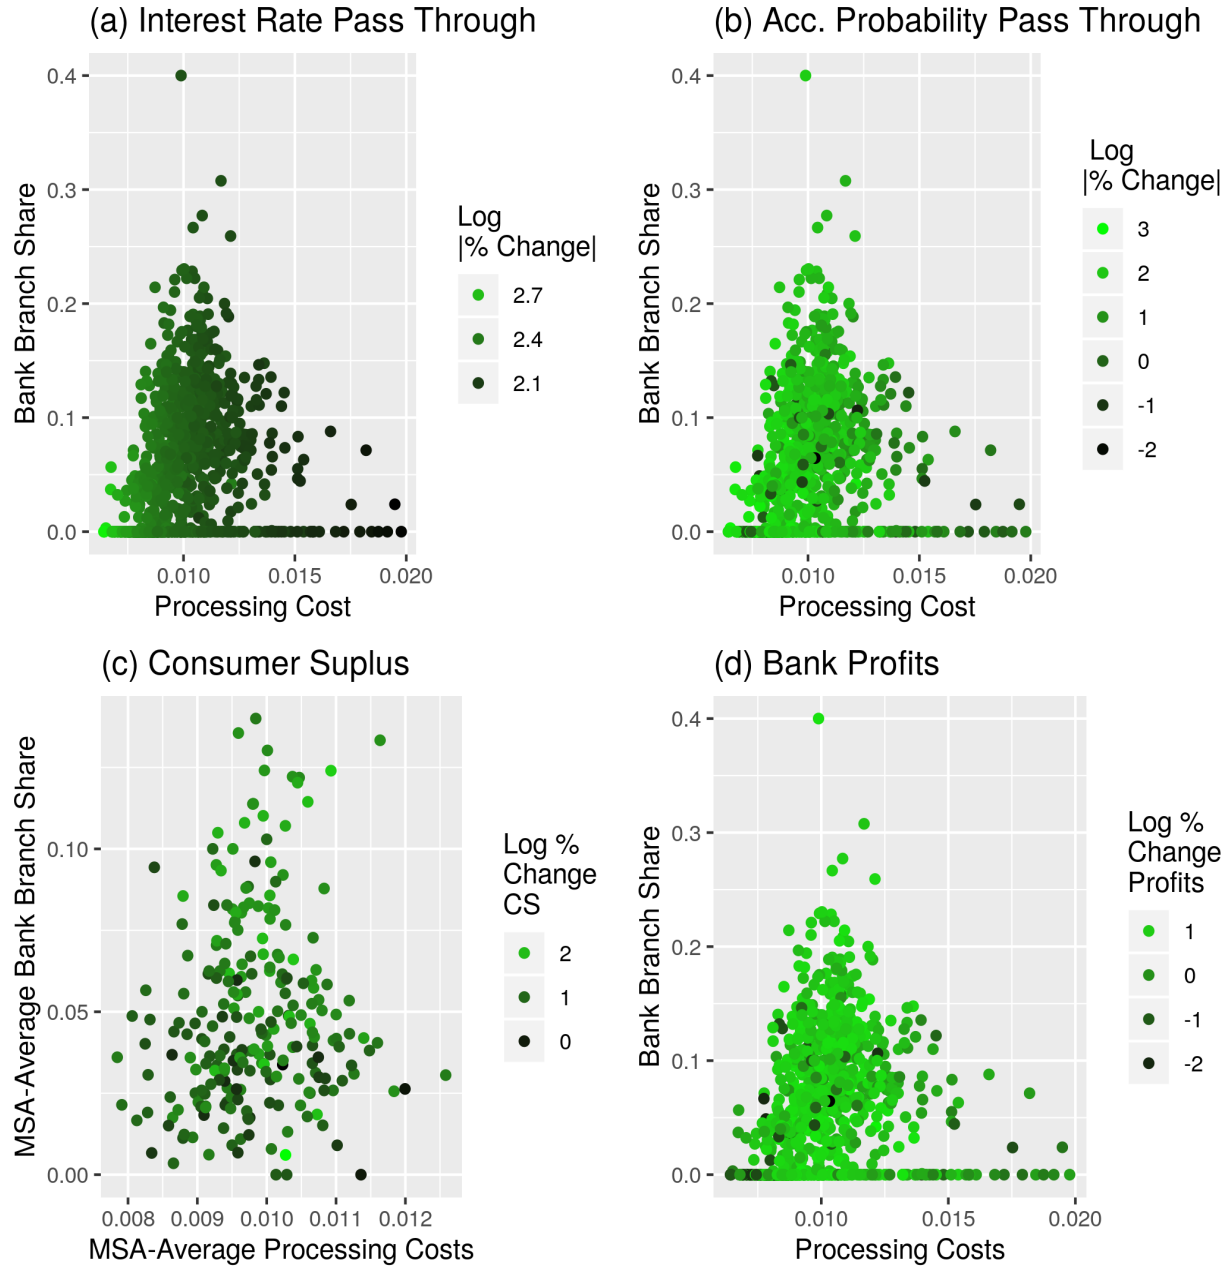 (a) Interest Rate Pass Through
0.4
0.3
0.2
0.1
0.0
Bank Branch Share
0.010 0.015 0.020
Processing Cost
Log
|% Change|
2.7
2.4
2.1
(b) Acc. Probability Pass Through
0.4
0.3
0.2
0.1
0.0
Bank Branch Share
0.010 0.015 0.020
Processing Cost
Log
|% Change|
3
2
1
0
-1
-2
(c) Consumer Suplus
0.10
0.05
0.00
MSA-Average Bank Branch Share
0.008 0.009 0.010 0.011 0.012
MSA-Average Processing Costs
Log %
Change
CS
2
1
0
(d) Bank Profits
0.4
0.3
0.2
0.1
0.0
Bank Branch Share
0.010 0.015 0.020
Processing Costs
Log %
Change
Profits
1
0
-1
-2